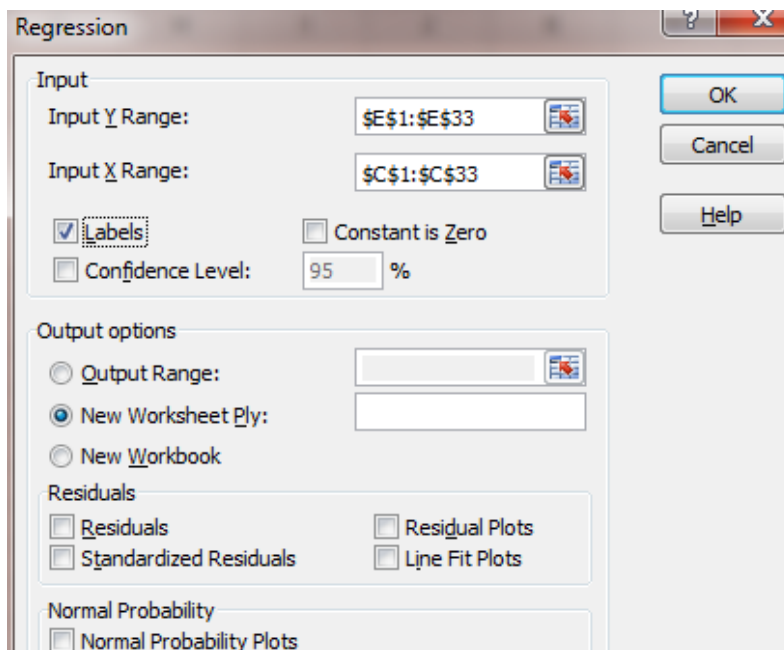 Regression
?
X
Input
Input Y Range:
$E$1:$E$33
OK
Input X Range:
$C$1:$C$33
Cancel
Labels
Constant is Zero
Help
Confidence Level:
95
%
Output options
Output Range:
New Worksheet Ply:
New Workbook
Residuals
Residuals
Residual Plots
Standardized Residuals
Line Fit Plots
Normal Probability
Normal Probability Plots